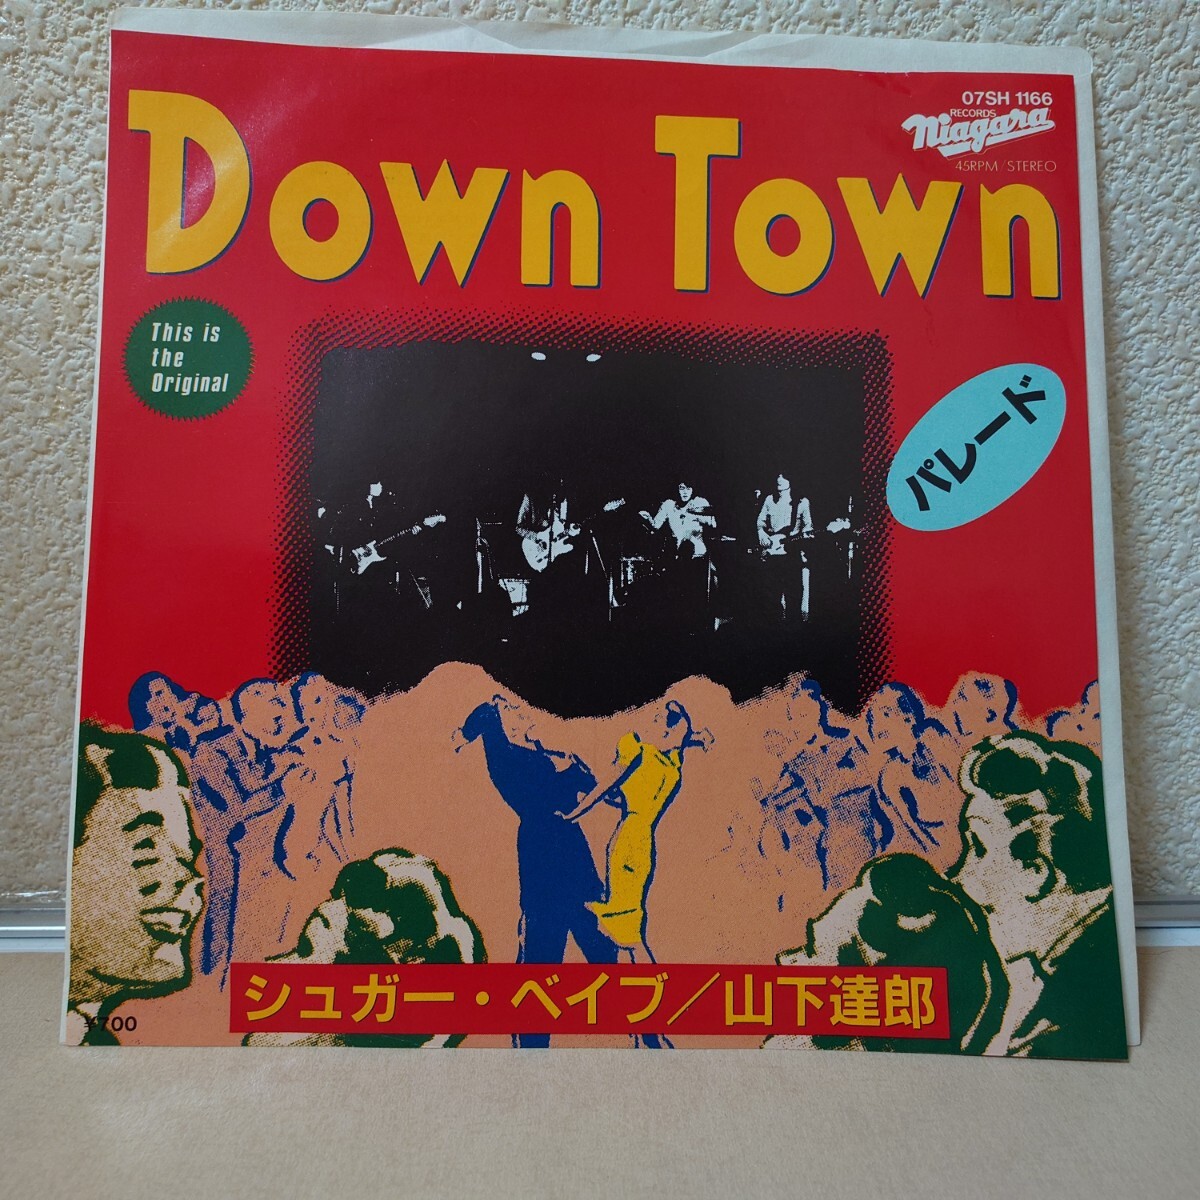 07SH 1166
RECORDS
Niagara
45RPM/STEREO
Down Town
This is
the
Original
パレード
シュガー・ベイブ/山下達郎
¥700